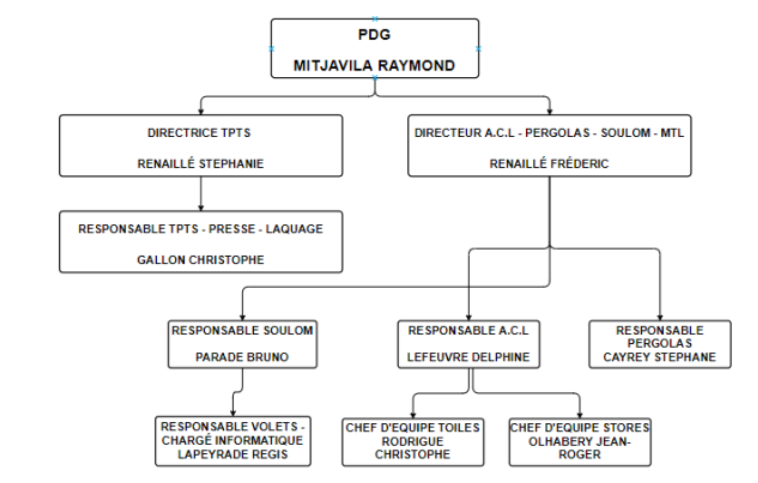 PDG
MITJAVILA RAYMOND
DIRECTRICE TPTS
RENAILLÉ STEPHANIE
DIRECTEUR A.C.L - PERGOLAS - SOULOM - MTL
RENAILLÉ FRÉDERIC
RESPONSABLE TPTS - PRESSE - LAQUAGE
GALLON CHRISTOPHE
RESPONSABLE SOULOM
PARADE BRUNO
RESPONSABLE A.C.L
LEFEUVRE DELPHINE
RESPONSABLE
PERGOLAS
CAYREY STEPHANE
RESPONSABLE VOLETS -
CHARGÉ INFORMATIQUE
LAPEYRADE REGIS
CHEF D'EQUIPE TOILES
RODRIGUE
CHRISTOPHE
CHEF D'EQUIPE STORES
OLHABERY JEAN-
ROGER